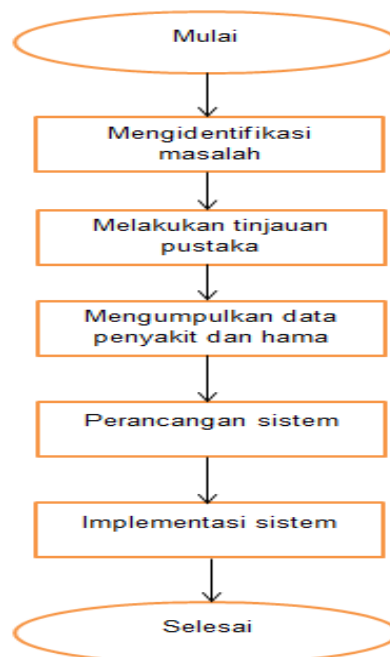 Mulai
Mengidentifikasi
masalah
Melakukan tinjauan
pustaka
Mengumpulkan data
penyakit dan hama
Perancangan sistem
Implementasi sistem
Selesai